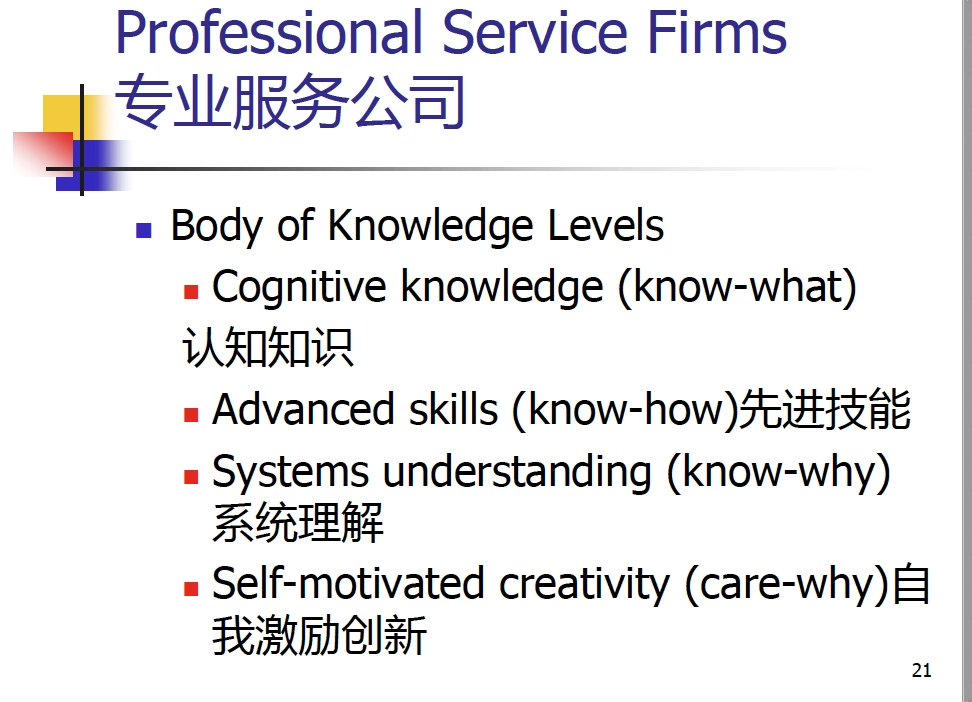 Professional Service Firms
专业服务公司
Body of Knowledge Levels
Cognitive knowledge (know-what)
认知知识
Advanced skills (know-how)先进技能
Systems understanding (know-why)
系统理解
Self-motivated creativity (care-why)自
我激励创新
21